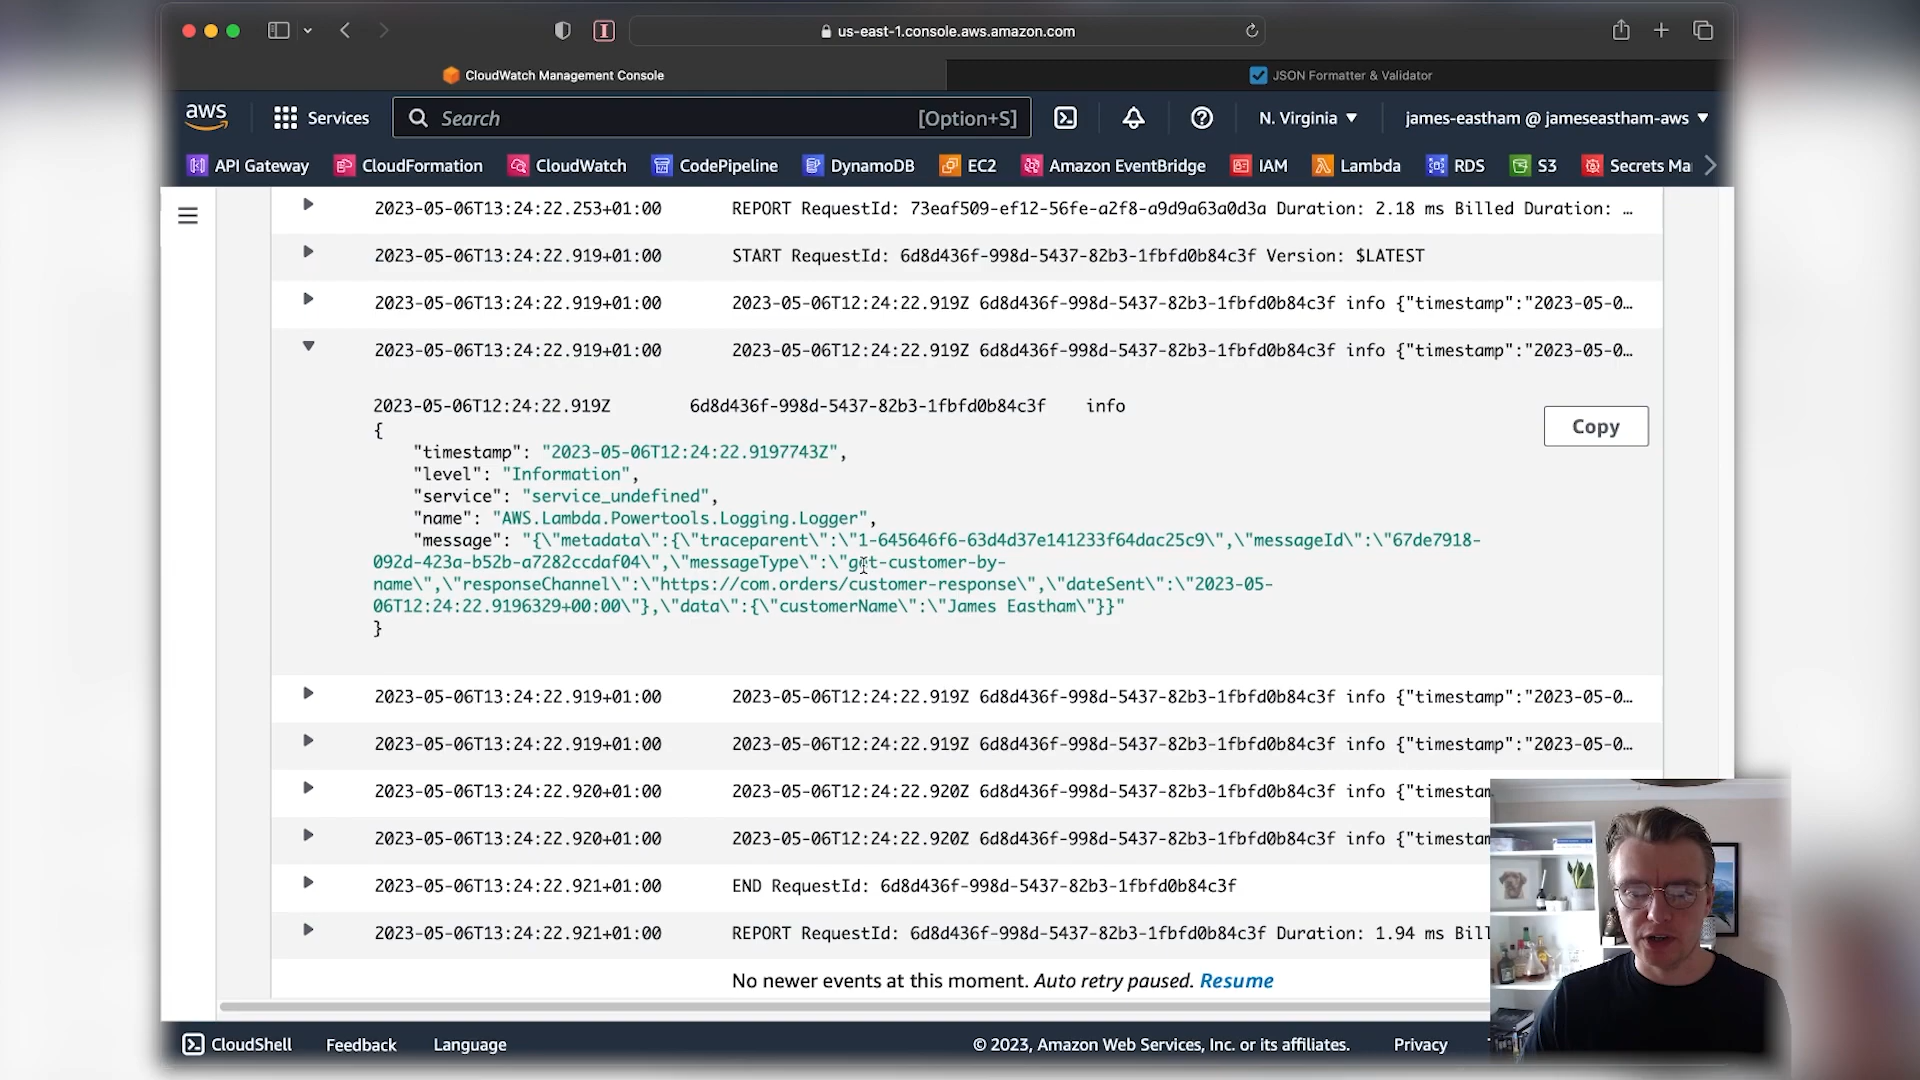 us-east-1.console.aws.amazon.com
CloudWatch Management Console
JSON Formatter & Validator
aws
Services
Search
[Option+S]
N. Virginia
james-eastham @ jameseastham-aws
API Gateway
CloudFormation
CloudWatch
CodePipeline
DynamoDB
EC2
Amazon EventBridge
IAM
Lambda
RDS
S3
Secrets Ma
2023-05-06T13:24:22.253+01:00 REPORT RequestId: 73eaf509-ef12-56fe-a2f8-a9d9a63a0d3a Duration: 2.18 ms Billed Duration: …
2023-05-06T13:24:22.919+01:00 START RequestId: 6d8d436f-998d-5437-82b3-1fbfd0b84c3f Version: $LATEST
2023-05-06T13:24:22.919+01:00 2023-05-06T12:24:22.919Z 6d8d436f-998d-5437-82b3-1fbfd0b84c3f info {"timestamp":"2023-05-0…
2023-05-06T13:24:22.919+01:00 2023-05-06T12:24:22.919Z 6d8d436f-998d-5437-82b3-1fbfd0b84c3f info {"timestamp":"2023-05-0…
2023-05-06T12:24:22.919Z 6d8d436f-998d-5437-82b3-1fbfd0b84c3f info
Copy
{
"timestamp": "2023-05-06T12:24:22.9197743Z",
"level": "Information",
"service": "service_undefined",
"name": "AWS.Lambda.Powertools.Logging.Logger",
"message": "{\"metadata\":{\"traceparent\":\"1-645646f6-63d4d37e141233f64dac25c9\",\"messageId\":\"67de7918-
092d-423a-b52b-a7282ccdaf04\",\"messageType\":\"get-customer-by-
name\",\"responseChannel\":\"https://com.orders/customer-response\",\"dateSent\":\"2023-05-
06T12:24:22.9196329+00:00\"},\"data\":{\"customerName\":\"James Eastham\"}}"
}
2023-05-06T13:24:22.919+01:00 2023-05-06T12:24:22.919Z 6d8d436f-998d-5437-82b3-1fbfd0b84c3f info {"timestamp":"2023-05-0…
2023-05-06T13:24:22.919+01:00 2023-05-06T12:24:22.919Z 6d8d436f-998d-5437-82b3-1fbfd0b84c3f info {"timestamp":"2023-05-0…
2023-05-06T13:24:22.920+01:00 2023-05-06T12:24:22.920Z 6d8d436f-998d-5437-82b3-1fbfd0b84c3f info {"timestam
2023-05-06T13:24:22.920+01:00 2023-05-06T12:24:22.920Z 6d8d436f-998d-5437-82b3-1fbfd0b84c3f info {"timestam
2023-05-06T13:24:22.921+01:00 END RequestId: 6d8d436f-998d-5437-82b3-1fbfd0b84c3f
2023-05-06T13:24:22.921+01:00 REPORT RequestId: 6d8d436f-998d-5437-82b3-1fbfd0b84c3f Duration: 1.94 ms Bill
No newer events at this moment. Auto retry paused. Resume
CloudShell
Feedback
Language
© 2023, Amazon Web Services, Inc. or its affiliates.
Privacy